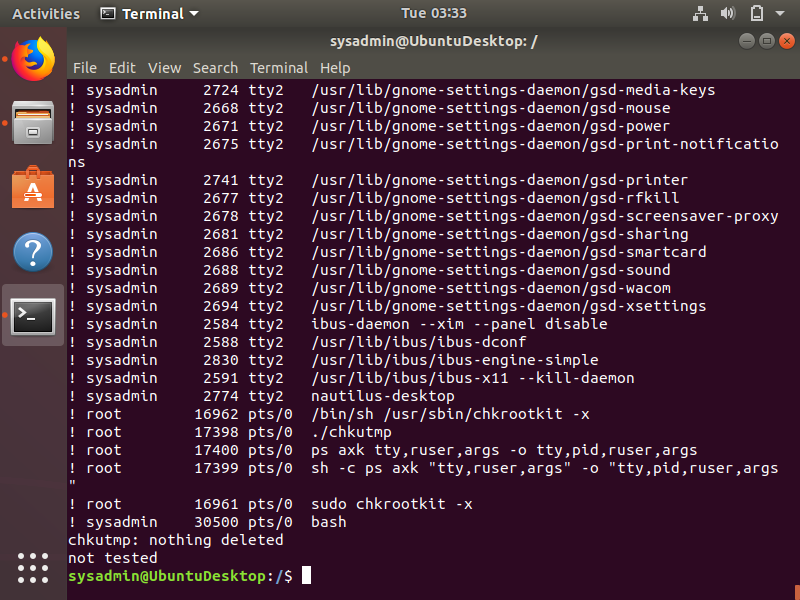 Activities Terminal Tue 03:33
sysadmin@UbuntuDesktop: /
File Edit View Search Terminal Help
! sysadmin     2724 tty2   /usr/lib/gnome-settings-daemon/gsd-media-keys
! sysadmin     2668 tty2   /usr/lib/gnome-settings-daemon/gsd-mouse
! sysadmin     2671 tty2   /usr/lib/gnome-settings-daemon/gsd-power
! sysadmin     2675 tty2   /usr/lib/gnome-settings-daemon/gsd-print-notificatio
ns
! sysadmin     2741 tty2   /usr/lib/gnome-settings-daemon/gsd-printer
! sysadmin     2677 tty2   /usr/lib/gnome-settings-daemon/gsd-rfkill
! sysadmin     2678 tty2   /usr/lib/gnome-settings-daemon/gsd-screensaver-proxy
! sysadmin     2681 tty2   /usr/lib/gnome-settings-daemon/gsd-sharing
! sysadmin     2686 tty2   /usr/lib/gnome-settings-daemon/gsd-smartcard
! sysadmin     2688 tty2   /usr/lib/gnome-settings-daemon/gsd-sound
! sysadmin     2689 tty2   /usr/lib/gnome-settings-daemon/gsd-wacom
! sysadmin     2694 tty2   /usr/lib/gnome-settings-daemon/gsd-xsettings
! sysadmin     2584 tty2   ibus-daemon --xim --panel disable
! sysadmin     2588 tty2   /usr/lib/ibus/ibus-dconf
! sysadmin     2830 tty2   /usr/lib/ibus/ibus-engine-simple
! sysadmin     2591 tty2   /usr/lib/ibus/ibus-x11 --kill-daemon
! sysadmin     2774 tty2   nautilus-desktop
! root        16962 pts/0  /bin/sh /usr/sbin/chkrootkit -x
! root        17398 pts/0  ./chkutmp
! root        17400 pts/0  ps axk tty,ruser,args -o tty,pid,ruser,args
! root        17399 pts/0  sh -c ps axk "tty,ruser,args" -o "tty,pid,ruser,args
"
! root        16961 pts/0  sudo chkrootkit -x
! sysadmin    30500 pts/0  bash
chkutmp: nothing deleted
not tested
sysadmin@UbuntuDesktop:/$